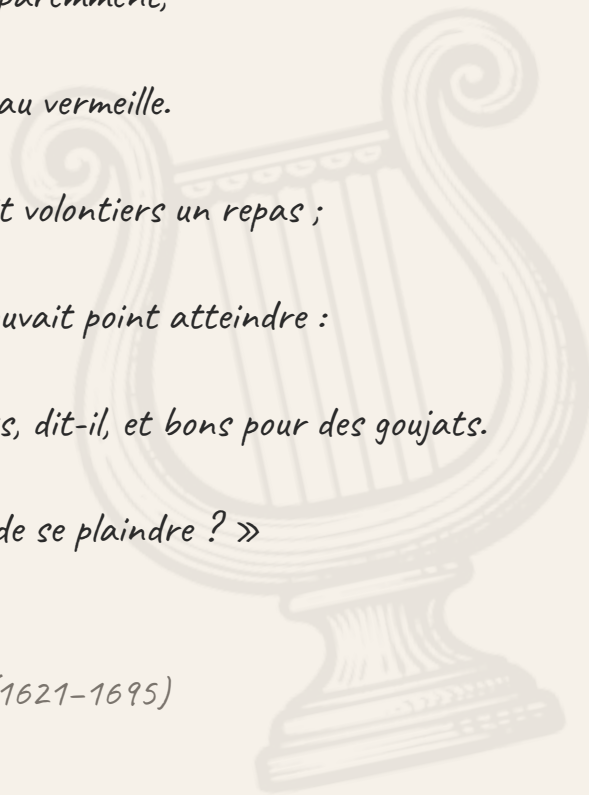 au vermeille.
t volontiers un repas ;
uvait point atteindre :
s, dit-il, et bons pour des goujats.
de se plaindre ? »
(1621–1695)